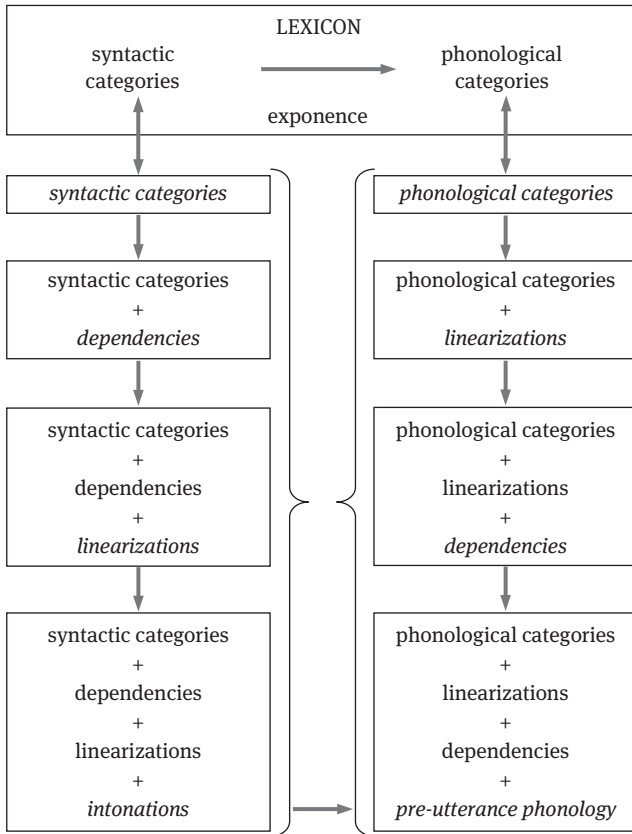 LEXICON
syntactic
categories
phonological
categories
exponence
syntactic categories
syntactic categories
+
dependencies
syntactic categories
+
dependencies
+
linearizations
syntactic categories
+
dependencies
+
linearizations
+
intonations
phonological categories
phonological categories
+
linearizations
phonological categories
+
linearizations
+
dependencies
phonological categories
+
linearizations
+
dependencies
+
pre-utterance phonology